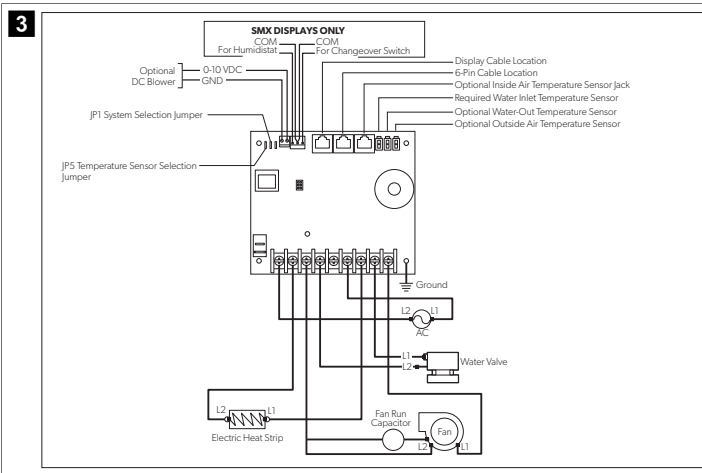 3
SMX DISPLAYS ONLY
COM COM
For Humidistat For Changeover Switch
Optional 0-10 VDC
DC Blower GND
Display Cable Location
6-Pin Cable Location
Optional Inside Air Temperature Sensor Jack
Required Water Inlet Temperature Sensor
Optional Water-Out Temperature Sensor
Optional Outside Air Temperature Sensor
JP1 System Selection Jumper
JP5 Temperature Sensor Selection
Jumper
Ground
L2 L1
AC
L1
L2
Water Valve
L2 L1
Electric Heat Strip
Fan Run
Capacitor
Fan
L2 L1